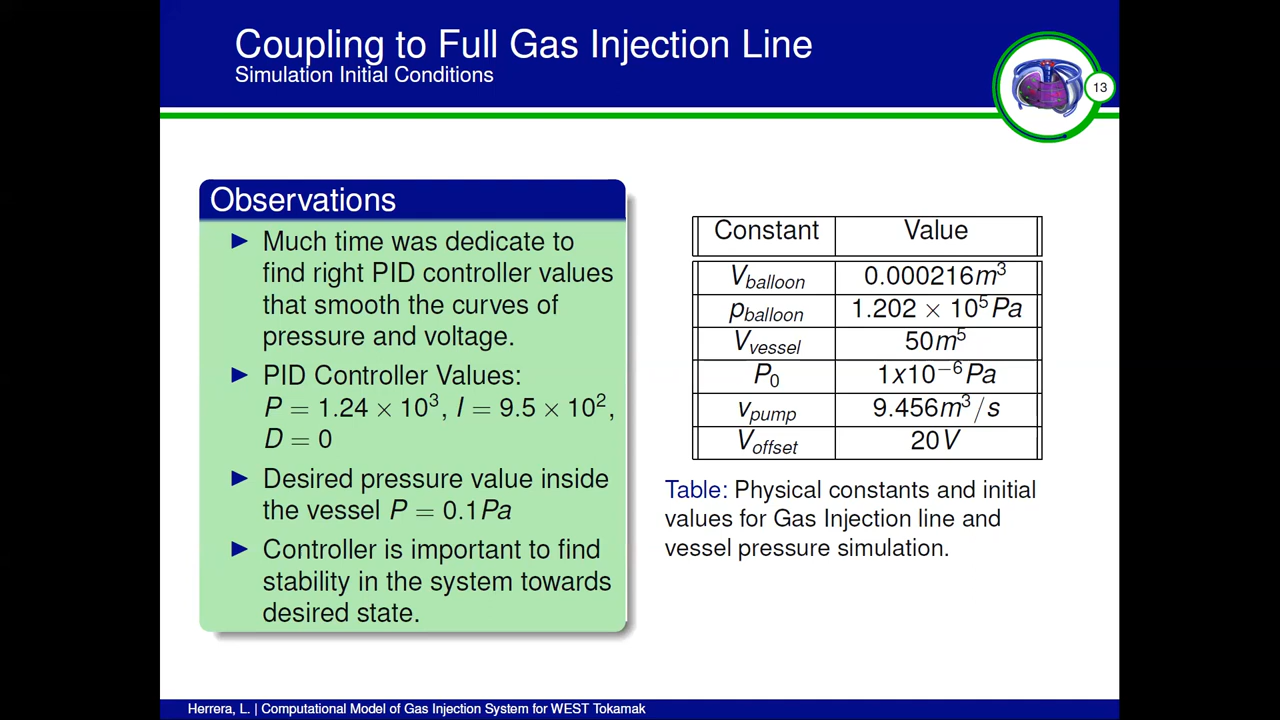 Coupling to Full Gas Injection Line
Simulation Initial Conditions
13
Observations
▶ Much time was dedicate to
find right PID controller values
that smooth the curves of
pressure and voltage.
▶ PID Controller Values:
P = 1.24 × 10³, I = 9.5 × 10²,
D = 0
▶ Desired pressure value inside
the vessel P = 0.1Pa
▶ Controller is important to find
stability in the system towards
desired state.
Constant Value
V_balloon 0.000216m³
p_balloon 1.202 × 10⁵Pa
V_vessel 50m⁵
P₀ 1x10⁻⁶Pa
v_pump 9.456m³/s
V_offset 20V
Table: Physical constants and initial
values for Gas Injection line and
vessel pressure simulation.
Herrera, L. | Computational Model of Gas Injection System for WEST Tokamak